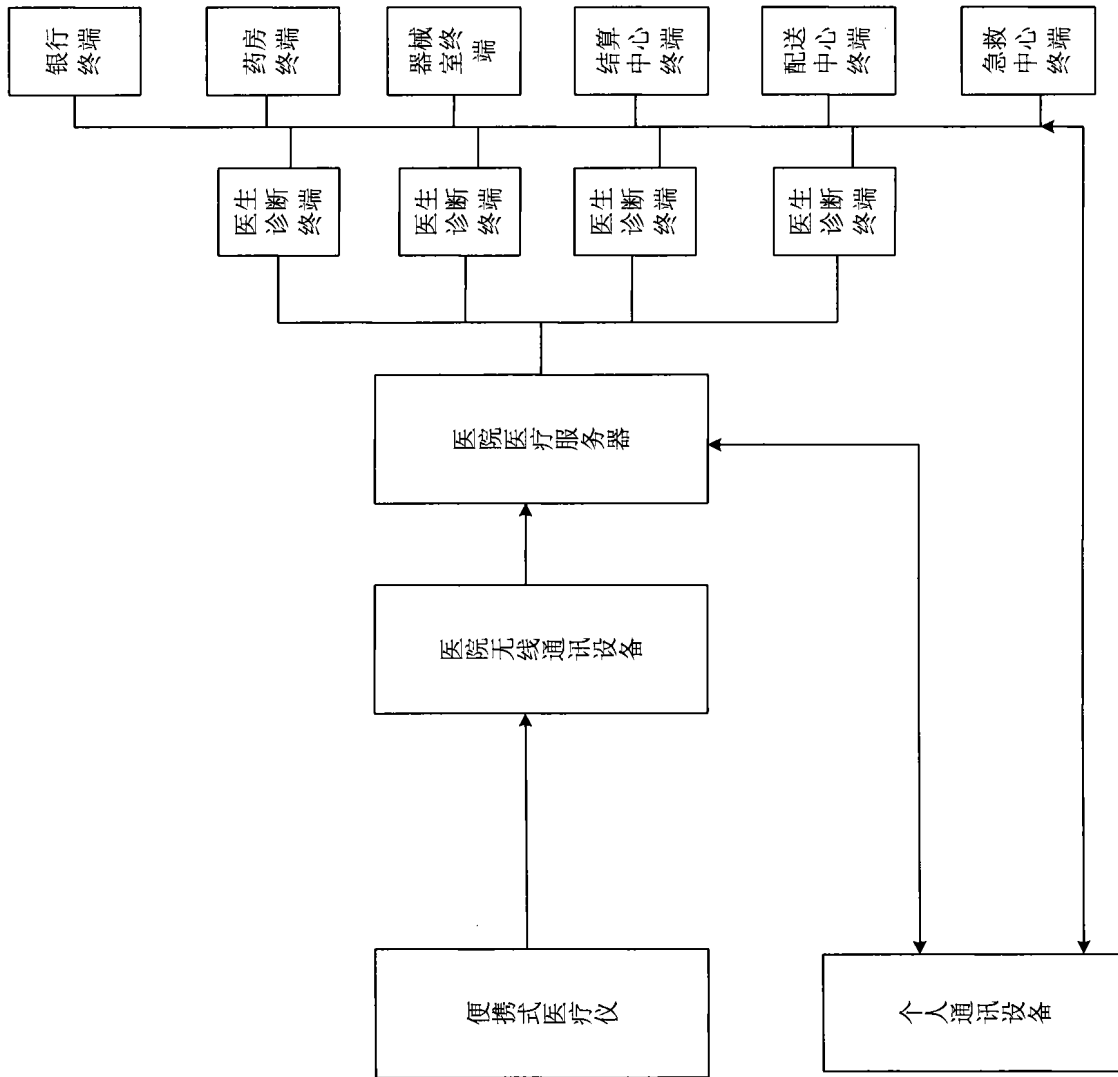 银行
终端
药房
终端
器械
室终
端
结算
中心
终端
配送
中心
终端
急救
中心
终端
医生
诊断
终端
医生
诊断
终端
医生
诊断
终端
医生
诊断
终端
医院医疗服务器
医院无线通讯设备
便携式医疗仪
个人通讯设备